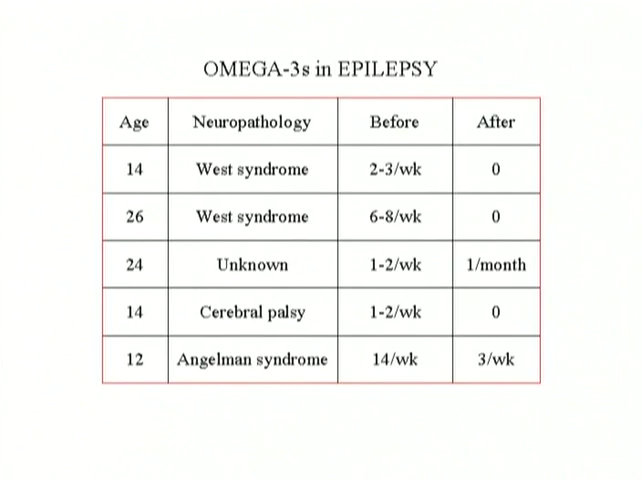 OMEGA-3s in EPILEPSY
Age Neuropathology Before After
14 West syndrome 2-3/wk 0
26 West syndrome 6-8/wk 0
24 Unknown 1-2/wk 1/month
14 Cerebral palsy 1-2/wk 0
12 Angelman syndrome 14/wk 3/wk